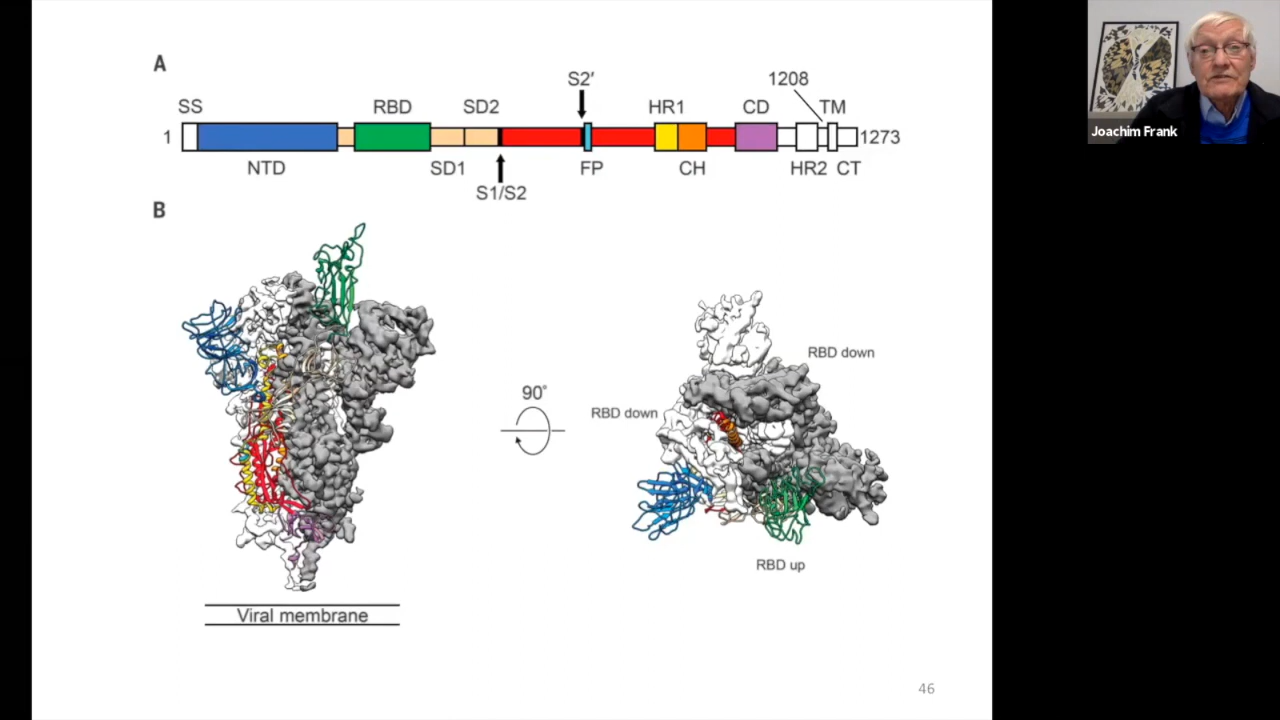 A
S2′
1208
SS
RBD
SD2
HR1
CD
TM
1
1273
NTD
SD1
FP
CH
HR2
CT
S1/S2
B
RBD down
90°
RBD down
RBD up
Viral membrane
46
Joachim Frank